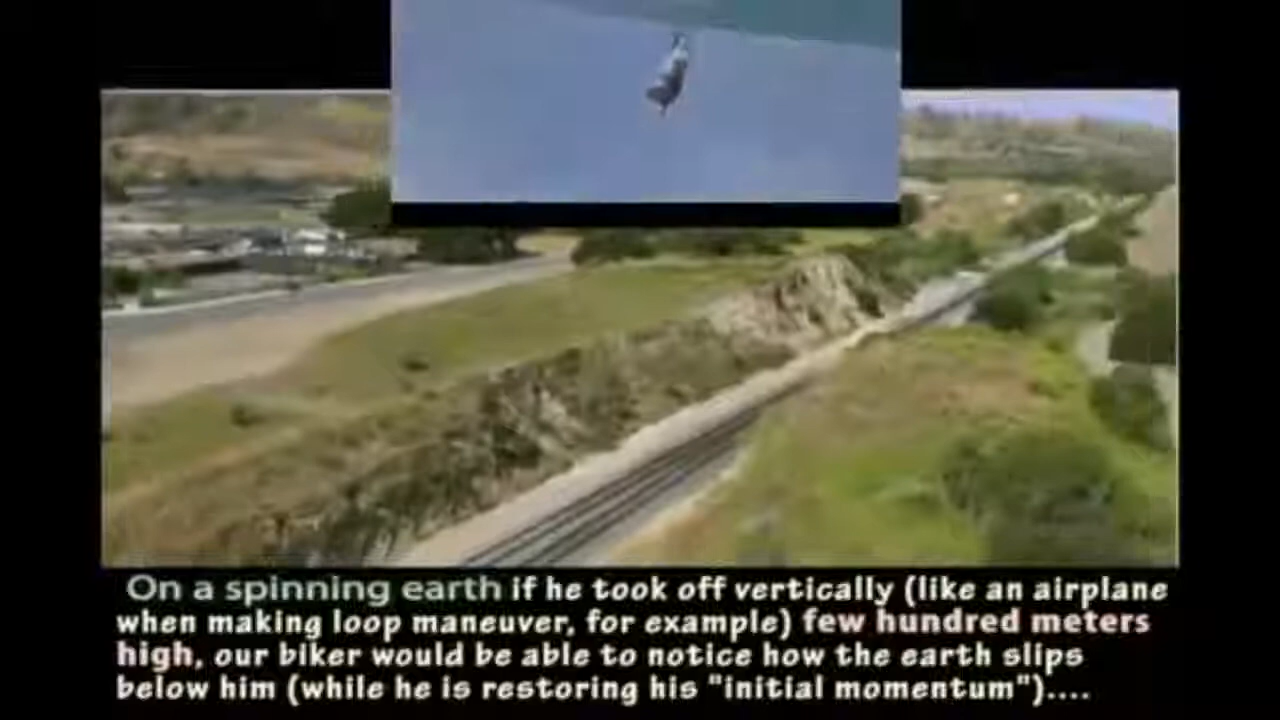 On a spinning earth if he took off vertically (like an airplane
when making loop maneuver, for example) few hundred meters
high, our biker would be able to notice how the earth slips
below him (while he is restoring his "initial momentum")....